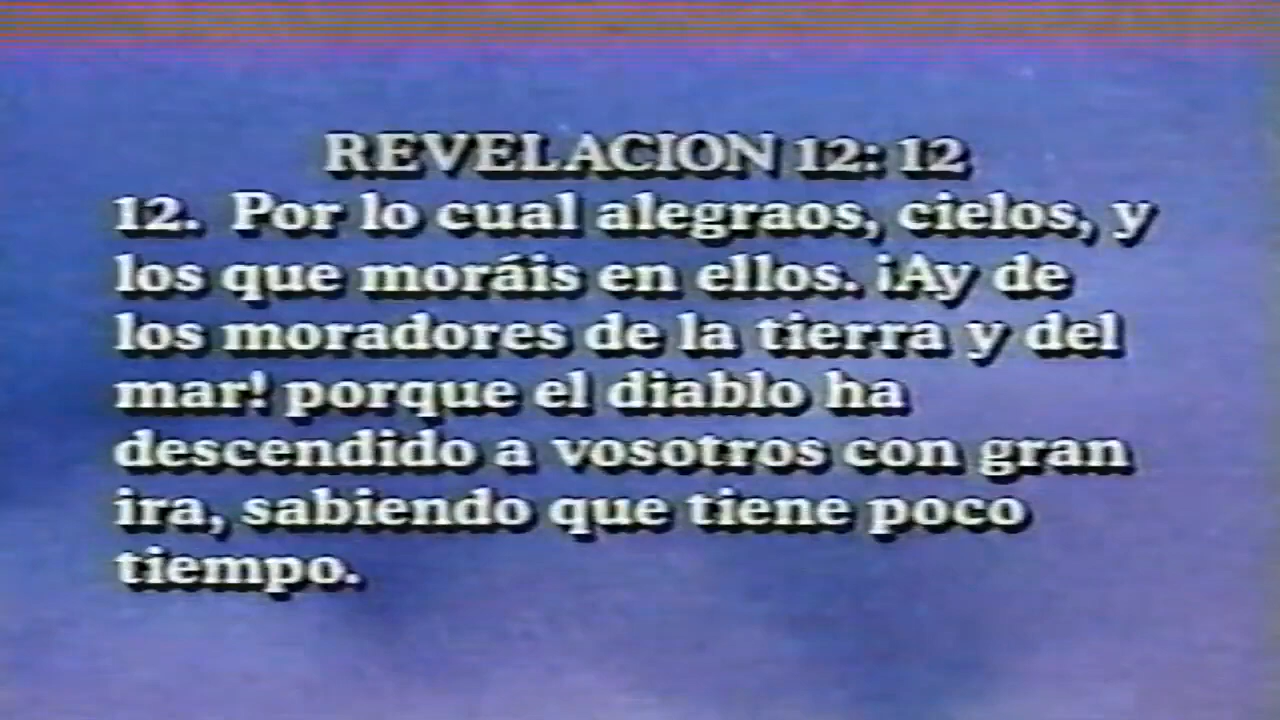 REVELACION 12: 12
12. Por lo cual alegraos, cielos, y
los que moráis en ellos. ¡Ay de
los moradores de la tierra y del
mar! porque el diablo ha
descendido a vosotros con gran
ira, sabiendo que tiene poco
tiempo.